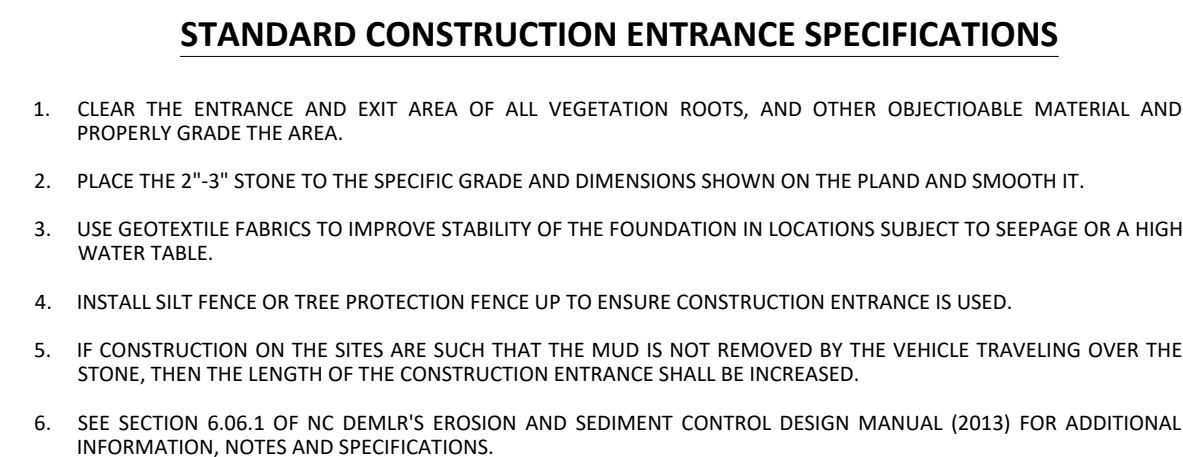 STANDARD CONSTRUCTION ENTRANCE SPECIFICATIONS
1. CLEAR THE ENTRANCE AND EXIT AREA OF ALL VEGETATION ROOTS, AND OTHER OBJECTIOABLE MATERIAL AND
PROPERLY GRADE THE AREA.
2. PLACE THE 2"-3" STONE TO THE SPECIFIC GRADE AND DIMENSIONS SHOWN ON THE PLAND AND SMOOTH IT.
3. USE GEOTEXTILE FABRICS TO IMPROVE STABILITY OF THE FOUNDATION IN LOCATIONS SUBJECT TO SEEPAGE OR A HIGH
WATER TABLE.
4. INSTALL SILT FENCE OR TREE PROTECTION FENCE UP TO ENSURE CONSTRUCTION ENTRANCE IS USED.
5. IF CONSTRUCTION ON THE SITES ARE SUCH THAT THE MUD IS NOT REMOVED BY THE VEHICLE TRAVELING OVER THE
STONE, THEN THE LENGTH OF THE CONSTRUCTION ENTRANCE SHALL BE INCREASED.
6. SEE SECTION 6.06.1 OF NC DEMLR'S EROSION AND SEDIMENT CONTROL DESIGN MANUAL (2013) FOR ADDITIONAL
INFORMATION, NOTES AND SPECIFICATIONS.